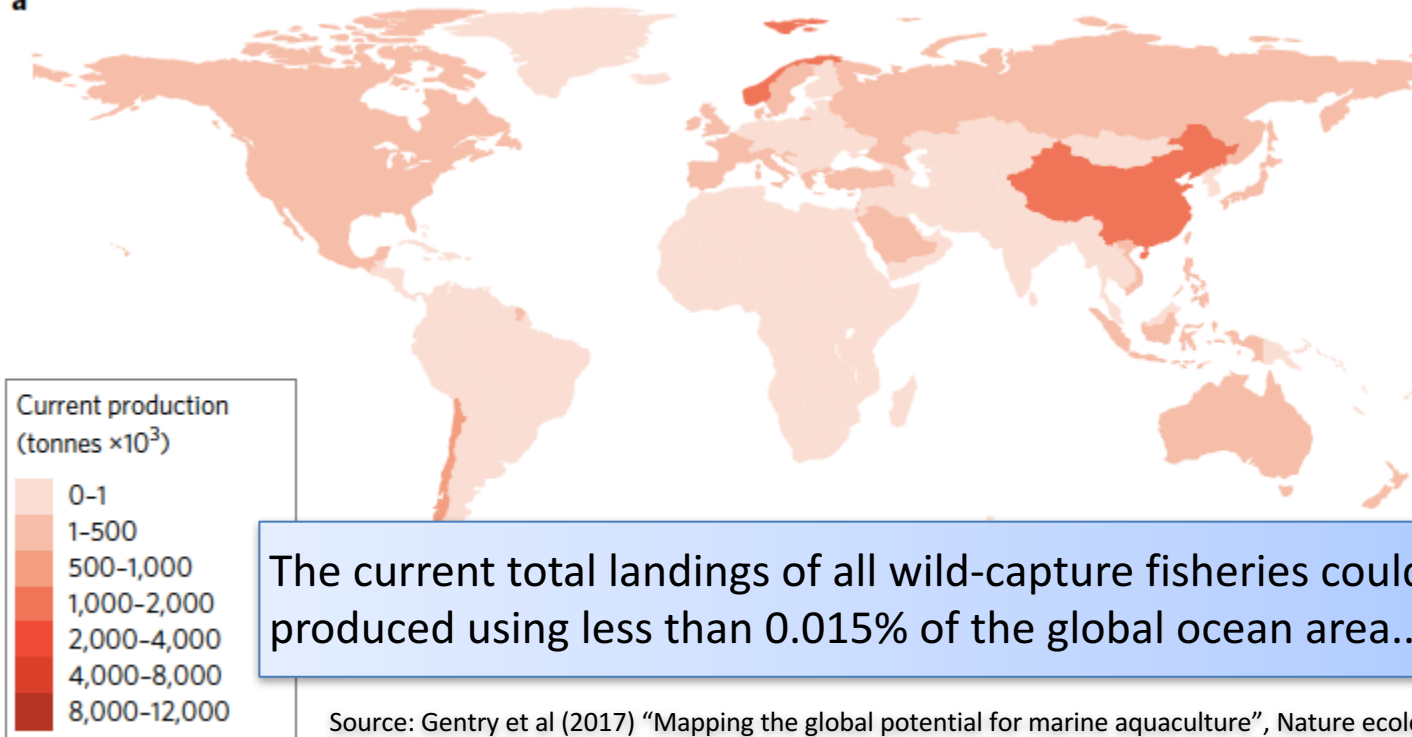 a
Current production
(tonnes ×10³)
0–1
1–500
500–1,000
1,000–2,000
2,000–4,000
4,000–8,000
8,000–12,000
The current total landings of all wild-capture fisheries could
produced using less than 0.015% of the global ocean area..
Source: Gentry et al (2017) “Mapping the global potential for marine aquaculture”, Nature